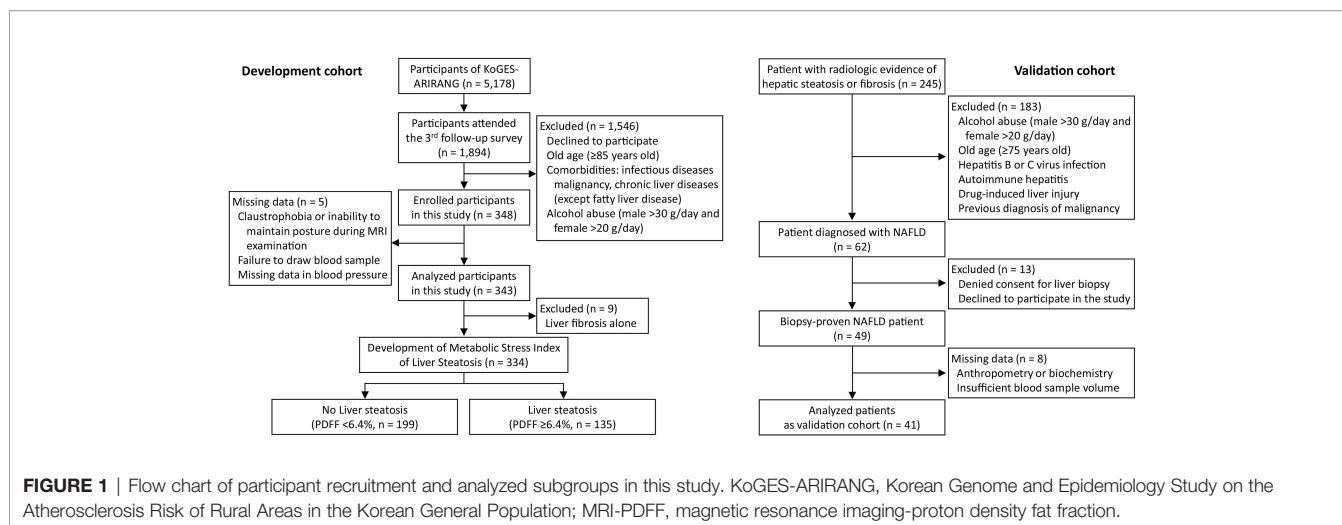 Development cohort
Participants of KoGES-
ARIRANG (n = 5,178)
Participants attended
the 3rd follow-up survey
(n = 1,894)
Excluded (n = 1,546)
Declined to participate
Old age (≥85 years old)
Comorbidities: infectious diseases
malignancy, chronic liver diseases
(except fatty liver disease)
Alcohol abuse (male >30 g/day and
female >20 g/day)
Enrolled participants
in this study (n = 348)
Missing data (n = 5)
Claustrophobia or inability to
maintain posture during MRI
examination
Failure to draw blood sample
Missing data in blood pressure
Analyzed participants
in this study (n = 343)
Excluded (n = 9)
Liver fibrosis alone
Development of Metabolic Stress Index
of Liver Steatosis (n = 334)
No Liver steatosis
(PDFF <6.4%, n = 199)
Liver steatosis
(PDFF ≥6.4%, n = 135)
Validation cohort
Patient with radiologic evidence of
hepatic steatosis or fibrosis (n = 245)
Excluded (n = 183)
Alcohol abuse (male >30 g/day and
female >20 g/day)
Old age (≥75 years old)
Hepatitis B or C virus infection
Autoimmune hepatitis
Drug-induced liver injury
Previous diagnosis of malignancy
Patient diagnosed with NAFLD
(n = 62)
Excluded (n = 13)
Denied consent for liver biopsy
Declined to participate in the study
Biopsy-proven NAFLD patient
(n = 49)
Missing data (n = 8)
Anthropometry or biochemistry
Insufficient blood sample volume
Analyzed patients
as validation cohort (n = 41)
FIGURE 1 | Flow chart of participant recruitment and analyzed subgroups in this study. KoGES-ARIRANG, Korean Genome and Epidemiology Study on the
Atherosclerosis Risk of Rural Areas in the Korean General Population; MRI-PDFF, magnetic resonance imaging-proton density fat fraction.